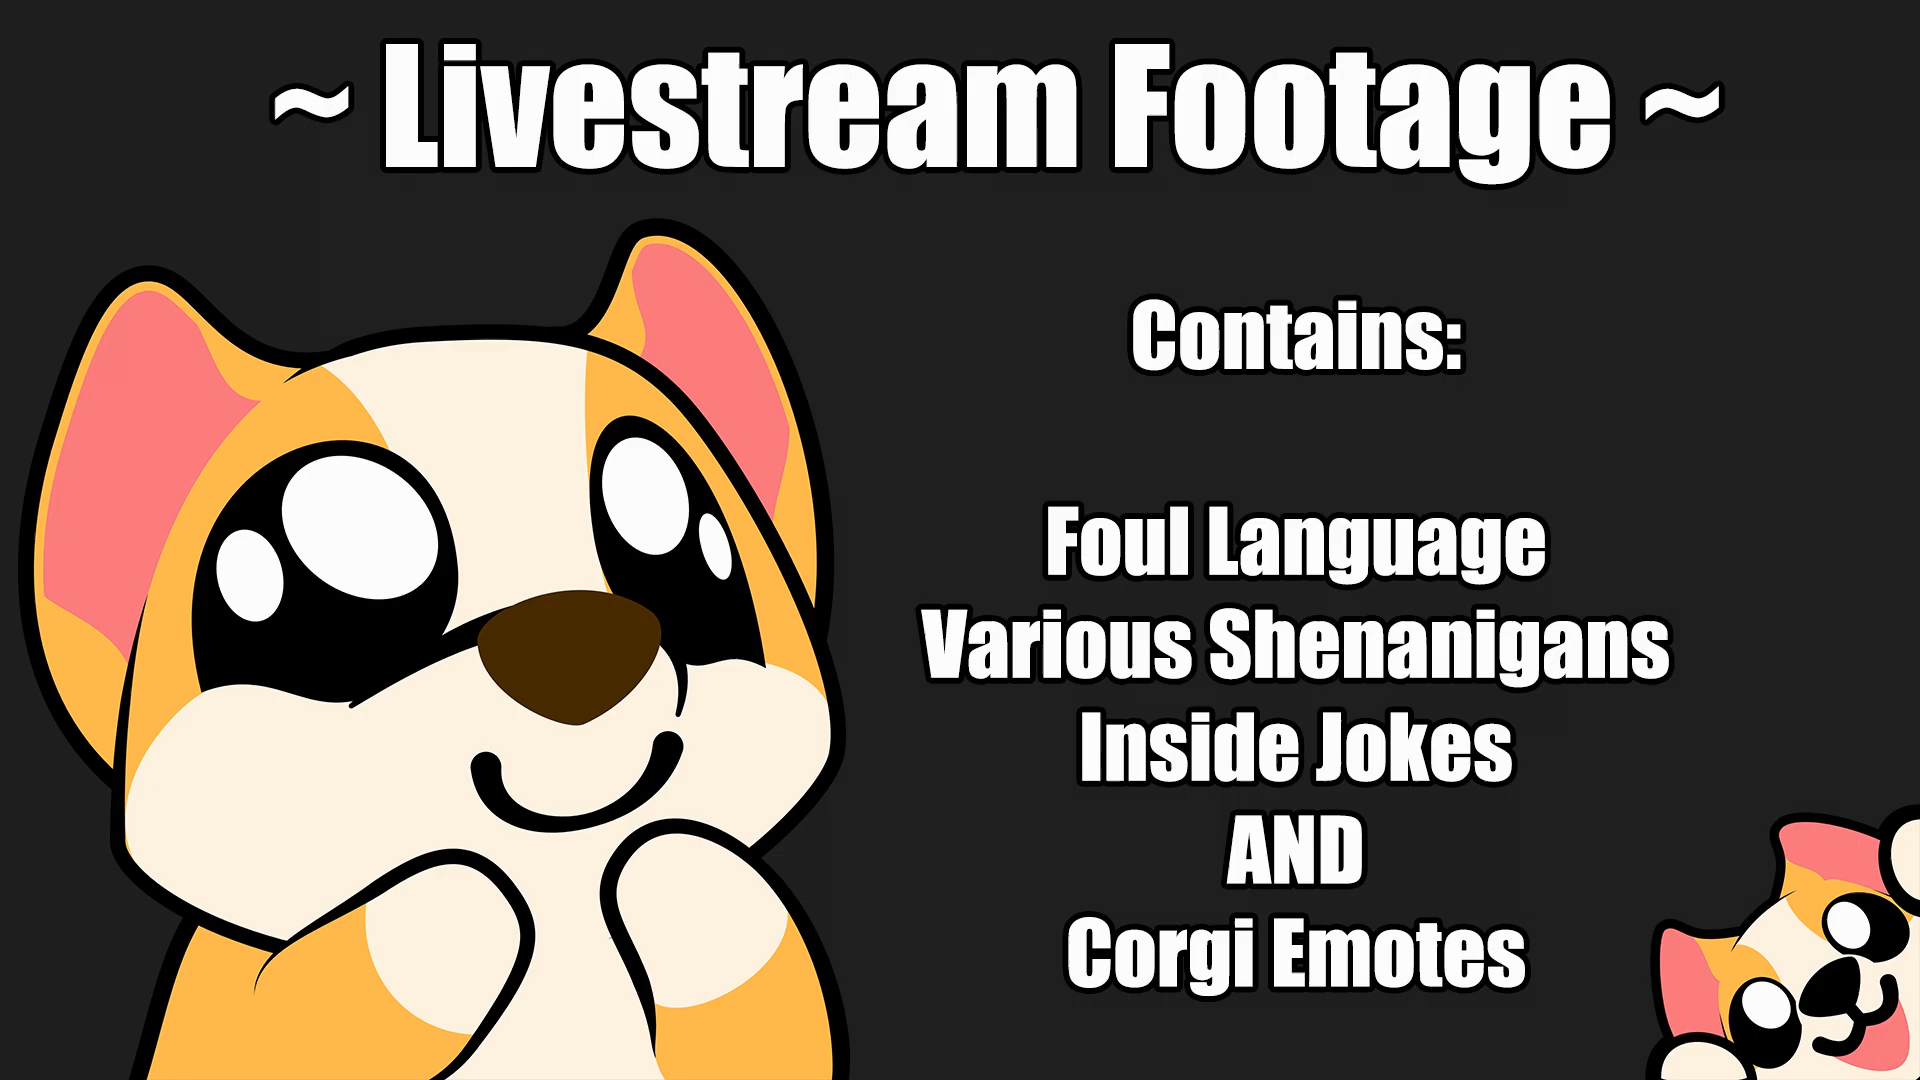 ~ Livestream Footage ~
Contains:
Foul Language
Various Shenanigans
Inside Jokes
AND
Corgi Emotes